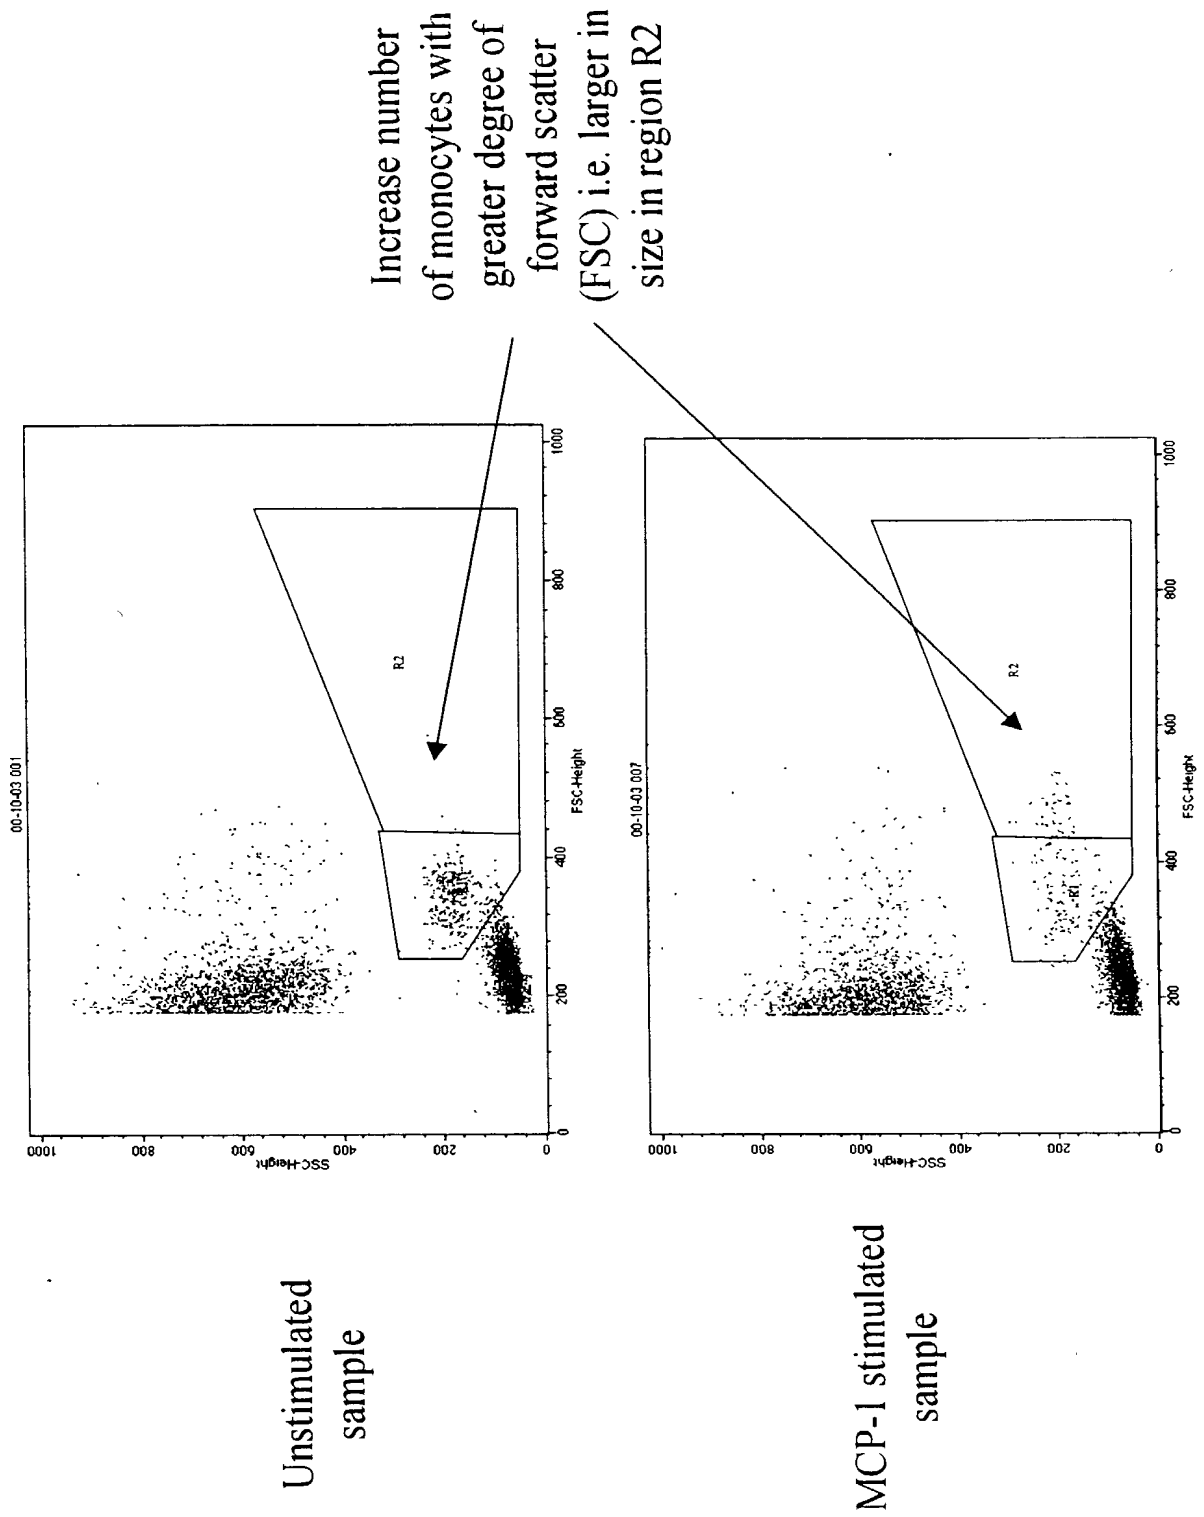 Increase number
of monocytes with
greater degree of
forward scatter
(FSC) i.e. larger in
size in region R2
Unstimulated
sample
00-10-03 001
SSC-Height
1000
800
600
400
200
0
R1
R2
0
200
400
600
800
1000
FSC-Height
MCP-1 stimulated
sample
00-10-03 007
SSC-Height
1000
800
600
400
200
0
R1
R2
0
200
400
600
800
1000
FSC-Height